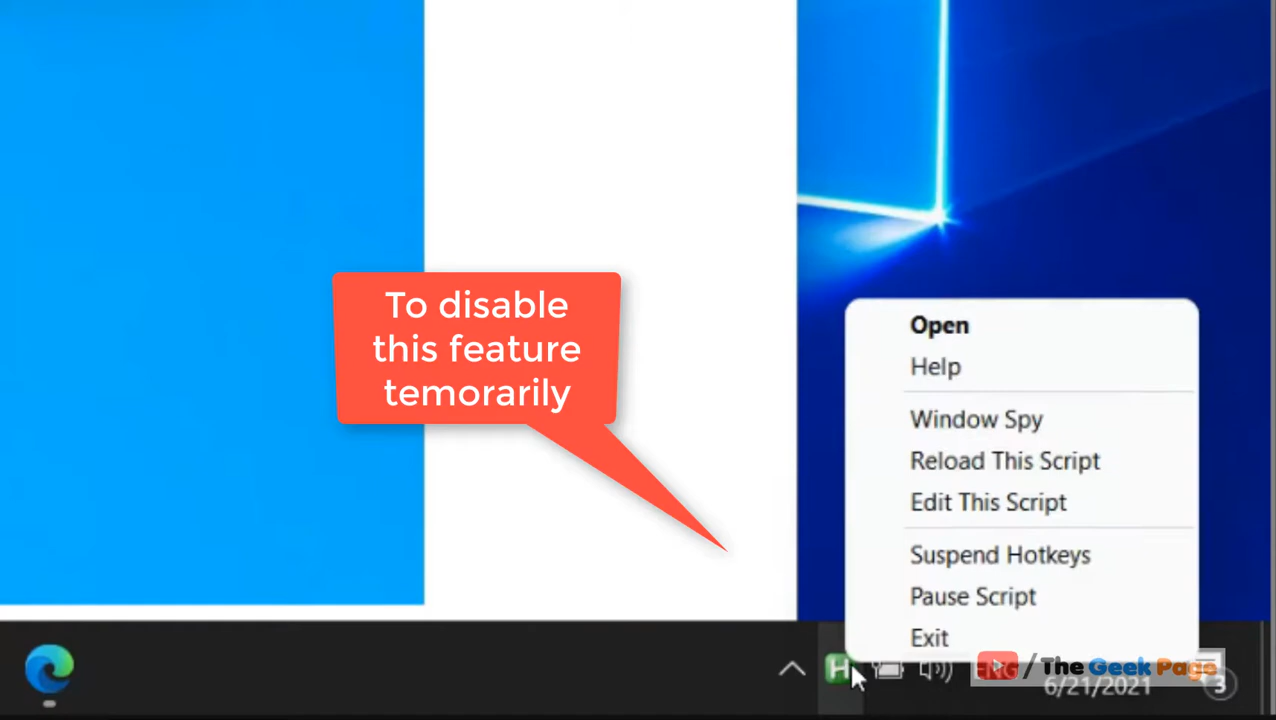 To disable
this feature
temorarily
Open
Help
Window Spy
Reload This Script
Edit This Script
Suspend Hotkeys
Pause Script
Exit
H
ENG
/ The Geek Page
6/21/2021
3